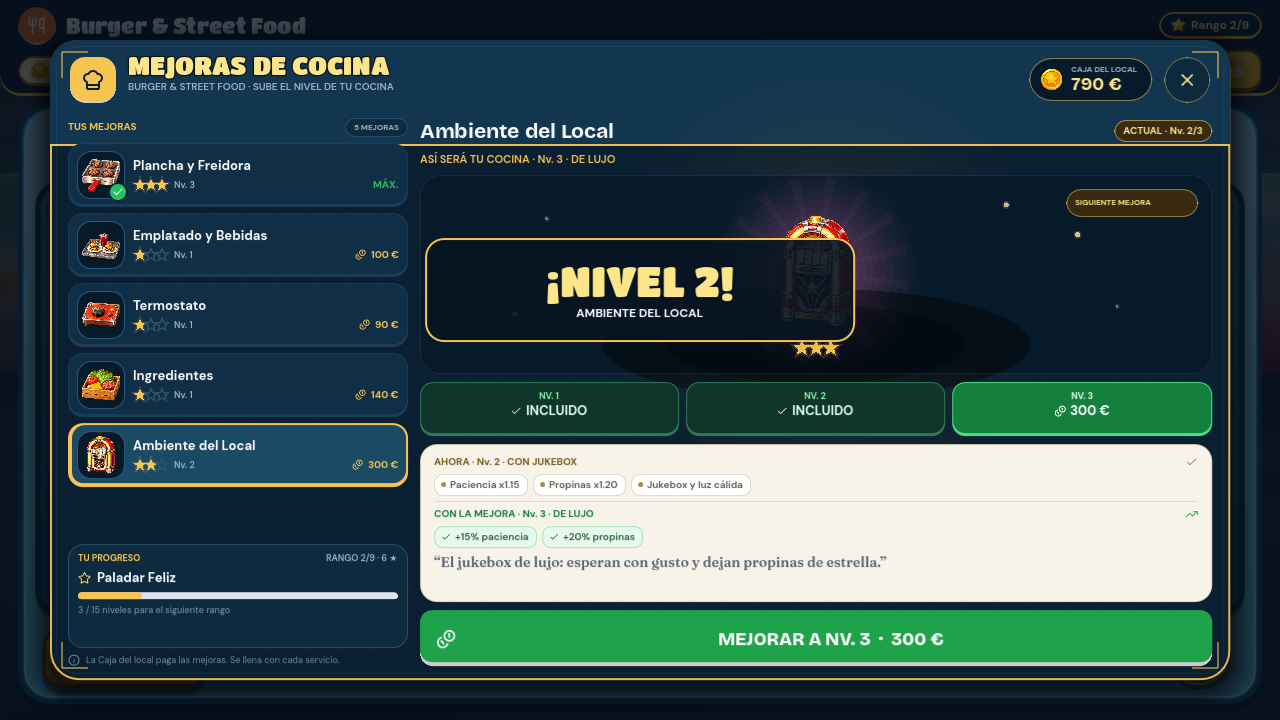 Burger & Street Food
Rango 2/9
MEJORAS DE COCINA
BURGER & STREET FOOD · SUBE EL NIVEL DE TU COCINA
CAJA DEL LOCAL
790 €
TUS MEJORAS
5 MEJORAS
Plancha y Freidora
Nv. 3
MÁX.
Emplatado y Bebidas
Nv. 1
100 €
Termostato
Nv. 1
90 €
Ingredientes
Nv. 1
140 €
Ambiente del Local
Nv. 2
300 €
TU PROGRESO
RANGO 2/9 · 6 ★
Paladar Feliz
3 / 15 niveles para el siguiente rango
La Caja del local paga las mejoras. Se llena con cada servicio.
Ambiente del Local
ACTUAL · Nv. 2/3
ASÍ SERÁ TU COCINA · Nv. 3 · DE LUJO
SIGUIENTE MEJORA
¡NIVEL 2!
AMBIENTE DEL LOCAL
NV. 1
INCLUIDO
NV. 2
INCLUIDO
NV. 3
300 €
AHORA · Nv. 2 · CON JUKEBOX
Paciencia x1.15
Propinas x1.20
Jukebox y luz cálida
CON LA MEJORA · Nv. 3 · DE LUJO
+15% paciencia
+20% propinas
“El jukebox de lujo: esperan con gusto y dejan propinas de estrella.”
MEJORAR A NV. 3 · 300 €